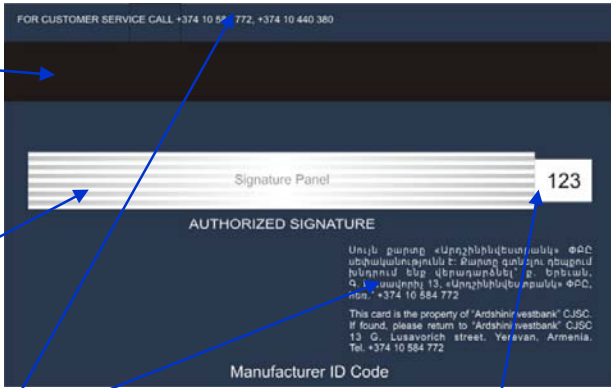 FOR CUSTOMER SERVICE CALL +374 10 584 772, +374 10 440 380
Signature Panel
123
AUTHORIZED SIGNATURE
Սույն քարտը «Արդշինինվեստբանկ» ՓԲԸ
սեփականությունն է: Քարտը գտնելու դեպքում
խնդրում ենք վերադարձնել՝ ք. Երեւան,
Գ. Լուսավորիչ 13, «Արդշինինվեստբանկ» ՓԲԸ,
հեռ.՝ +374 10 584 772
This card is the property of "Ardshininvestbank" CJSC.
If found, please return to "Ardshininvestbank" CJSC
13 G. Lusavorich street, Yerevan, Armenia.
Tel. +374 10 584 772
Manufacturer ID Code